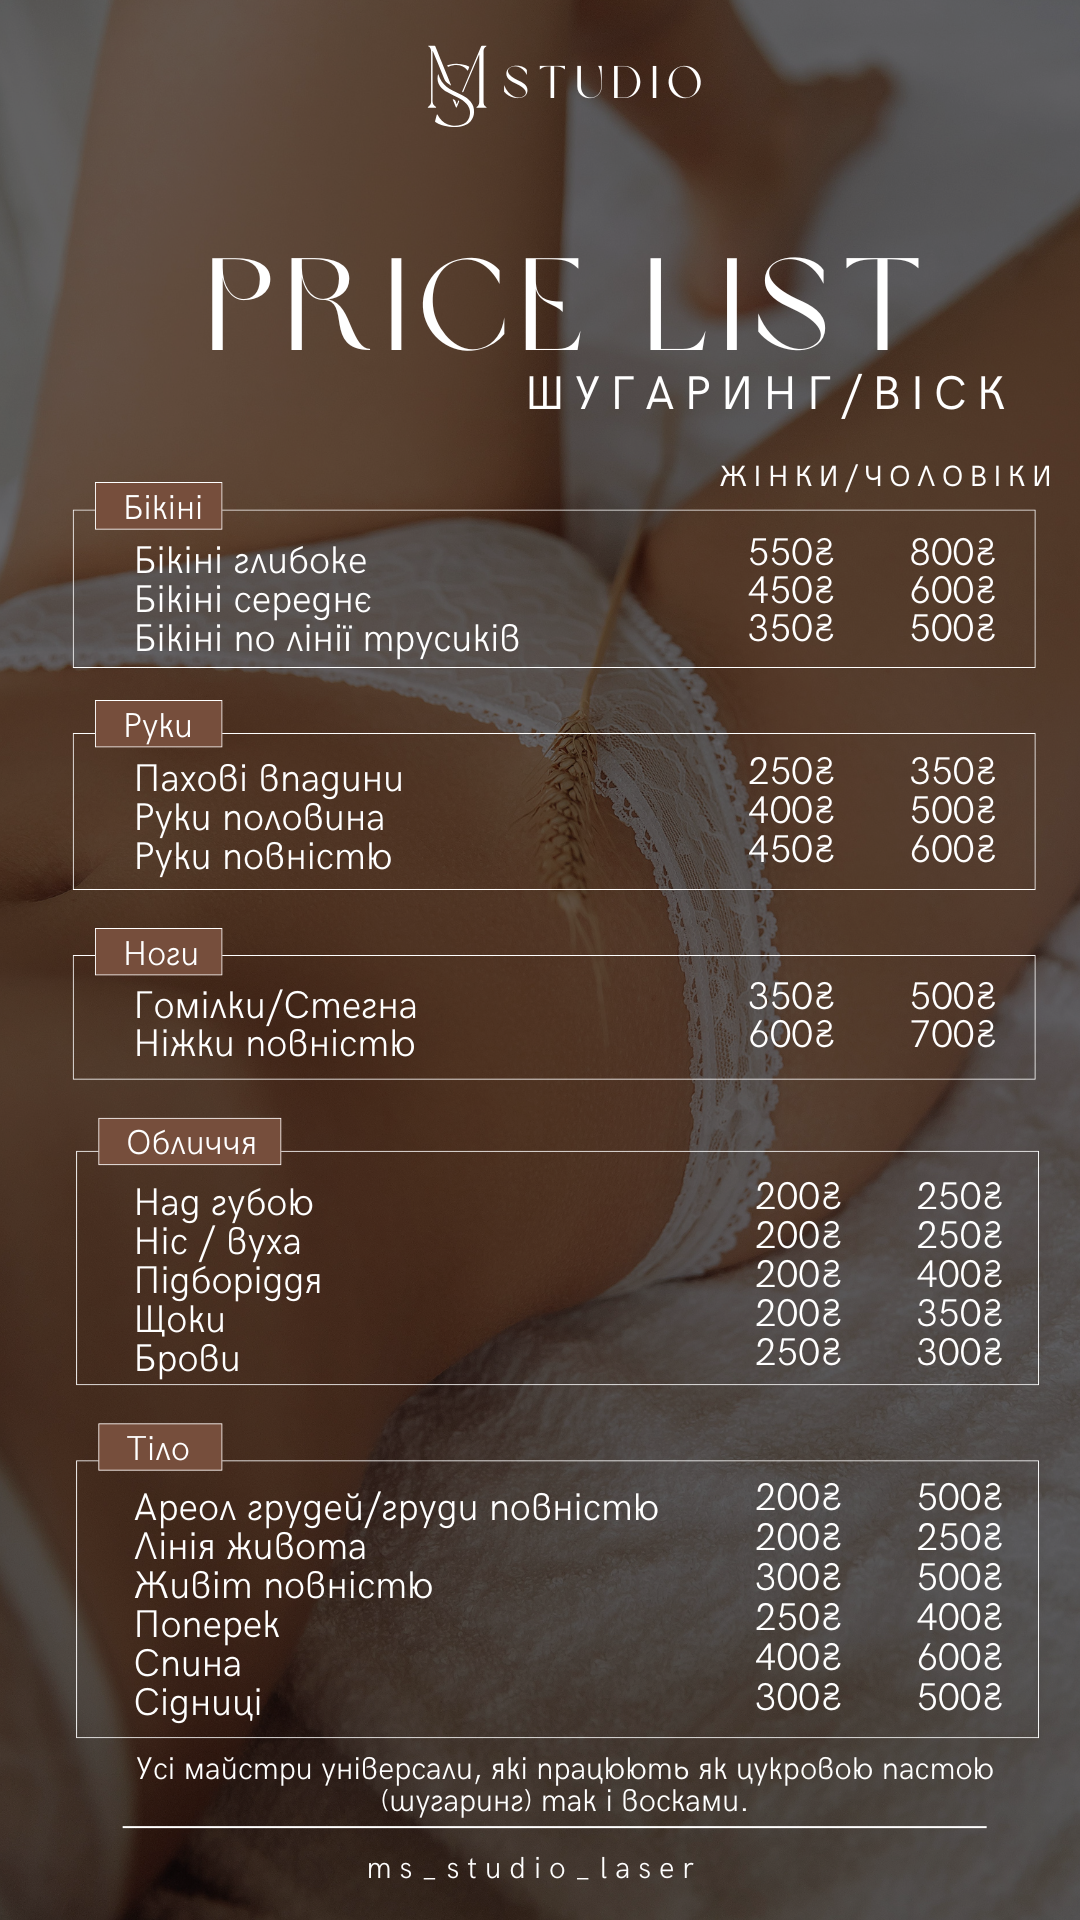 MS STUDIO
PRICE LIST
ШУГАРИНГ/ВІСК
ЖІНКИ/ЧОЛОВІКИ
Бікіні
Бікіні глибоке 550₴ 800₴
Бікіні середнє 450₴ 600₴
Бікіні по лінії трусиків 350₴ 500₴
Руки
Пахові впадини 250₴ 350₴
Руки половина 400₴ 500₴
Руки повністю 450₴ 600₴
Ноги
Гомілки/Стегна 350₴ 500₴
Ніжки повністю 600₴ 700₴
Обличчя
Над губою 200₴ 250₴
Ніс / вуха 200₴ 250₴
Підборіддя 200₴ 400₴
Щоки 200₴ 350₴
Брови 250₴ 300₴
Тіло
Ареол грудей/груди повністю 200₴ 500₴
Лінія живота 200₴ 250₴
Живіт повністю 300₴ 500₴
Поперек 250₴ 400₴
Спина 400₴ 600₴
Сідниці 300₴ 500₴
Усі майстри універсали, які працюють як цукровою пастою
(шугаринг) так і восками.
ms_studio_laser